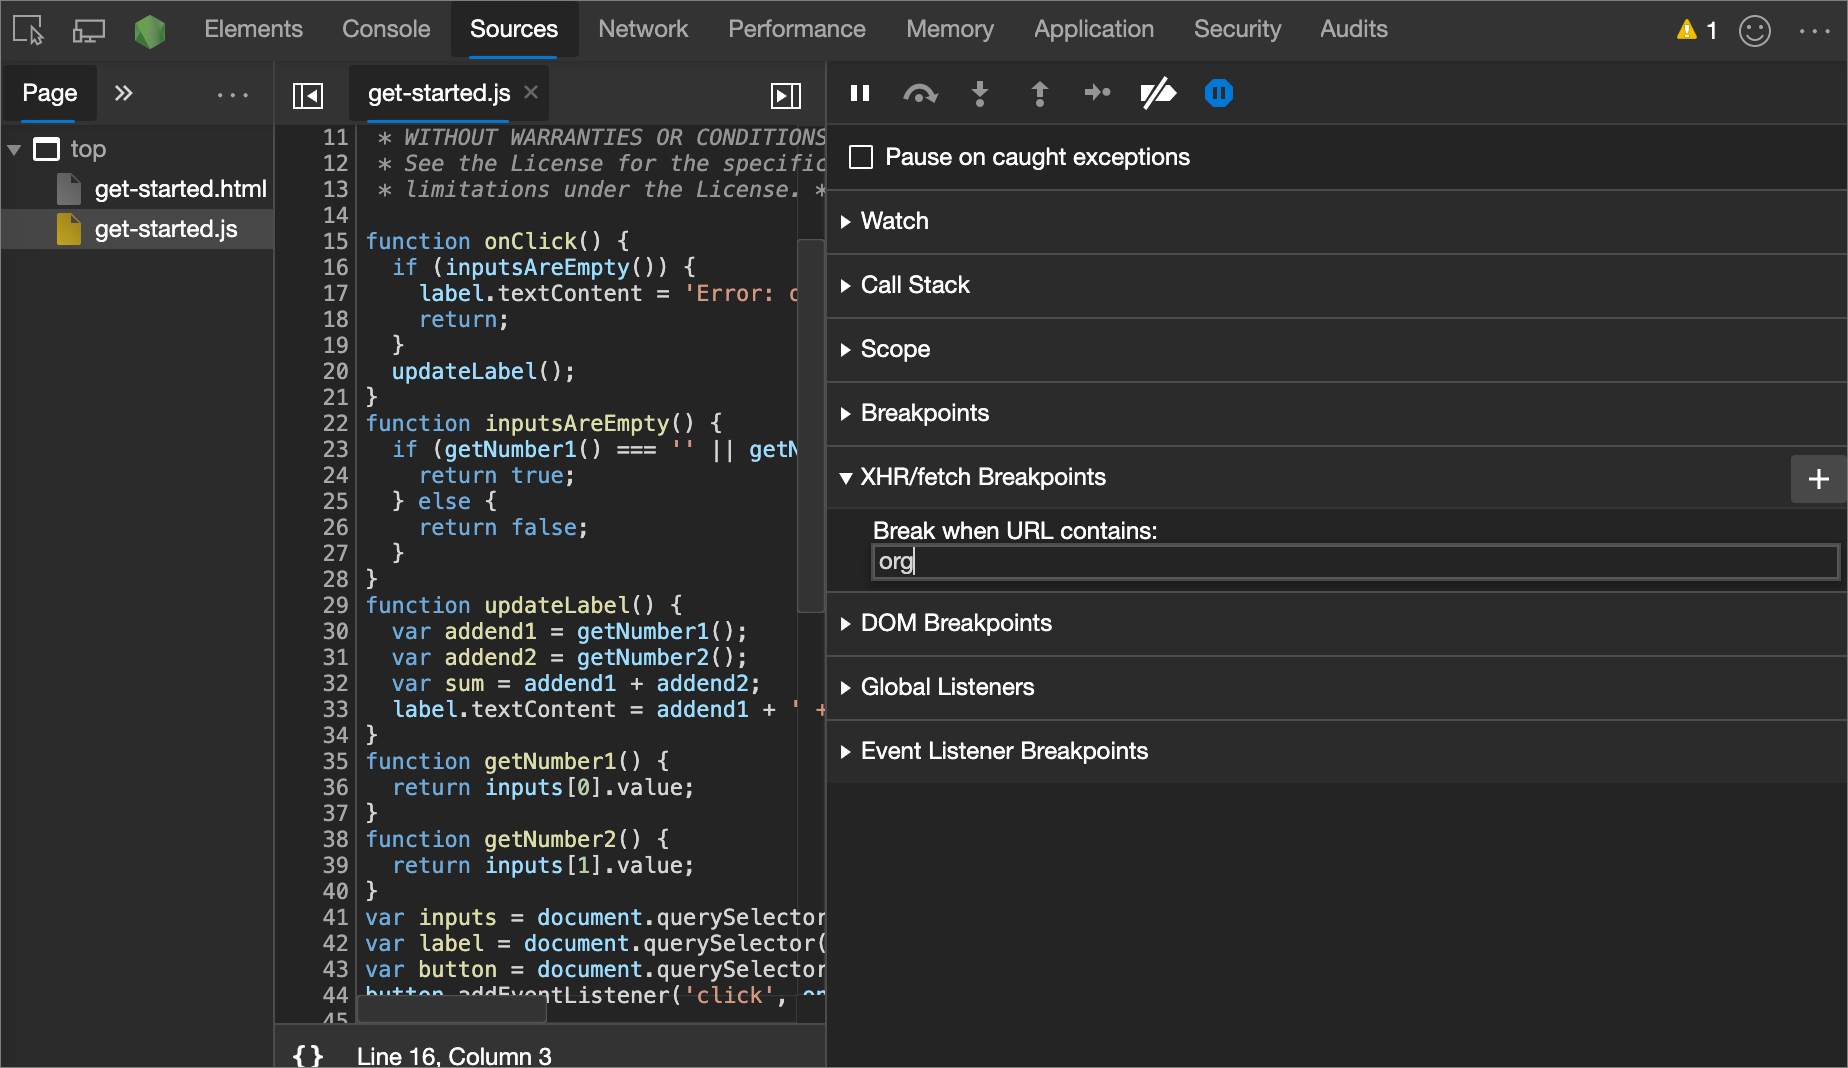 Elements Console Sources Network Performance Memory Application Security Audits 1
Page
top
get-started.html
get-started.js
get-started.js
11 * WITHOUT WARRANTIES OR CONDITIONS
12 * See the License for the specific
13 * limitations under the License. *
14
15 function onClick() {
16 if (inputsAreEmpty()) {
17 label.textContent = 'Error:
18 return;
19 }
20 updateLabel();
21 }
22 function inputsAreEmpty() {
23 if (getNumber1() === '' || getN
24 return true;
25 } else {
26 return false;
27 }
28 }
29 function updateLabel() {
30 var addend1 = getNumber1();
31 var addend2 = getNumber2();
32 var sum = addend1 + addend2;
33 label.textContent = addend1 + ' +
34 }
35 function getNumber1() {
36 return inputs[0].value;
37 }
38 function getNumber2() {
39 return inputs[1].value;
40 }
41 var inputs = document.querySelector
42 var label = document.querySelector(
43 var button = document.querySelector
44 button.addEventListener('click', on
45
{} Line 16, Column 3
Pause on caught exceptions
Watch
Call Stack
Scope
Breakpoints
XHR/fetch Breakpoints +
Break when URL contains:
org
DOM Breakpoints
Global Listeners
Event Listener Breakpoints